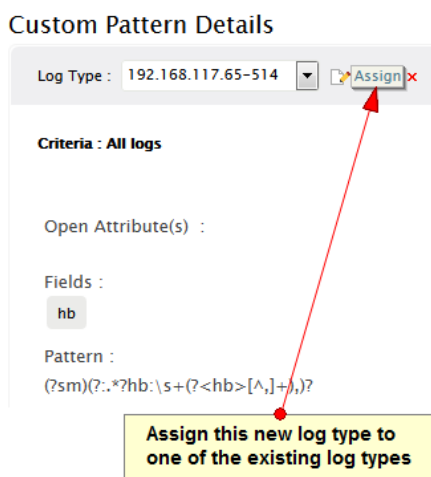 Custom Pattern Details
Log Type : 192.168.117.65-514 Assign
Criteria : All logs
Open Attribute(s) :
Fields :
hb
Pattern :
(?sm)(?:.*?hb:\s+(?<hb>[^,]+),)?
Assign this new log type to
one of the existing log types